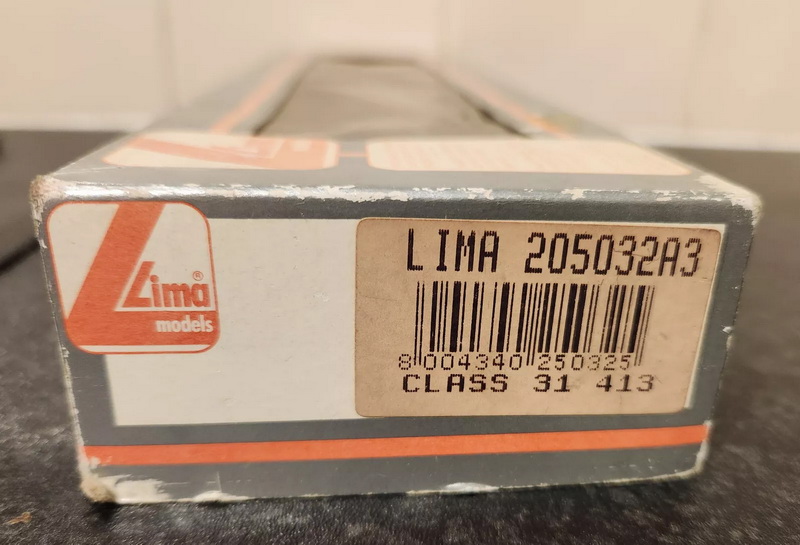 Lima®
models
LIMA 205032A3
8 004340 250325
CLASS 31 413